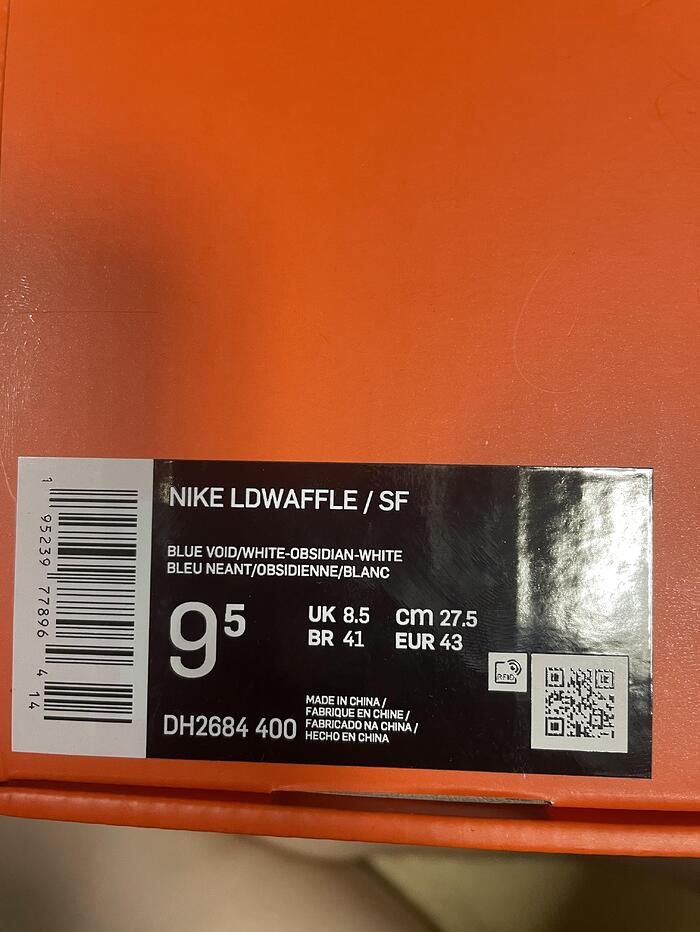 NIKE LDWAFFLE / SF
BLUE VOID/WHITE-OBSIDIAN-WHITE
BLEU NEANT/OBSIDIENNE/BLANC
9 5
UK 8.5 cm 27.5
BR 41 EUR 43
RFID
DH2684 400
MADE IN CHINA /
FABRIQUE EN CHINE /
FABRICADO NA CHINA /
HECHO EN CHINA
1 95239 77896 4 14